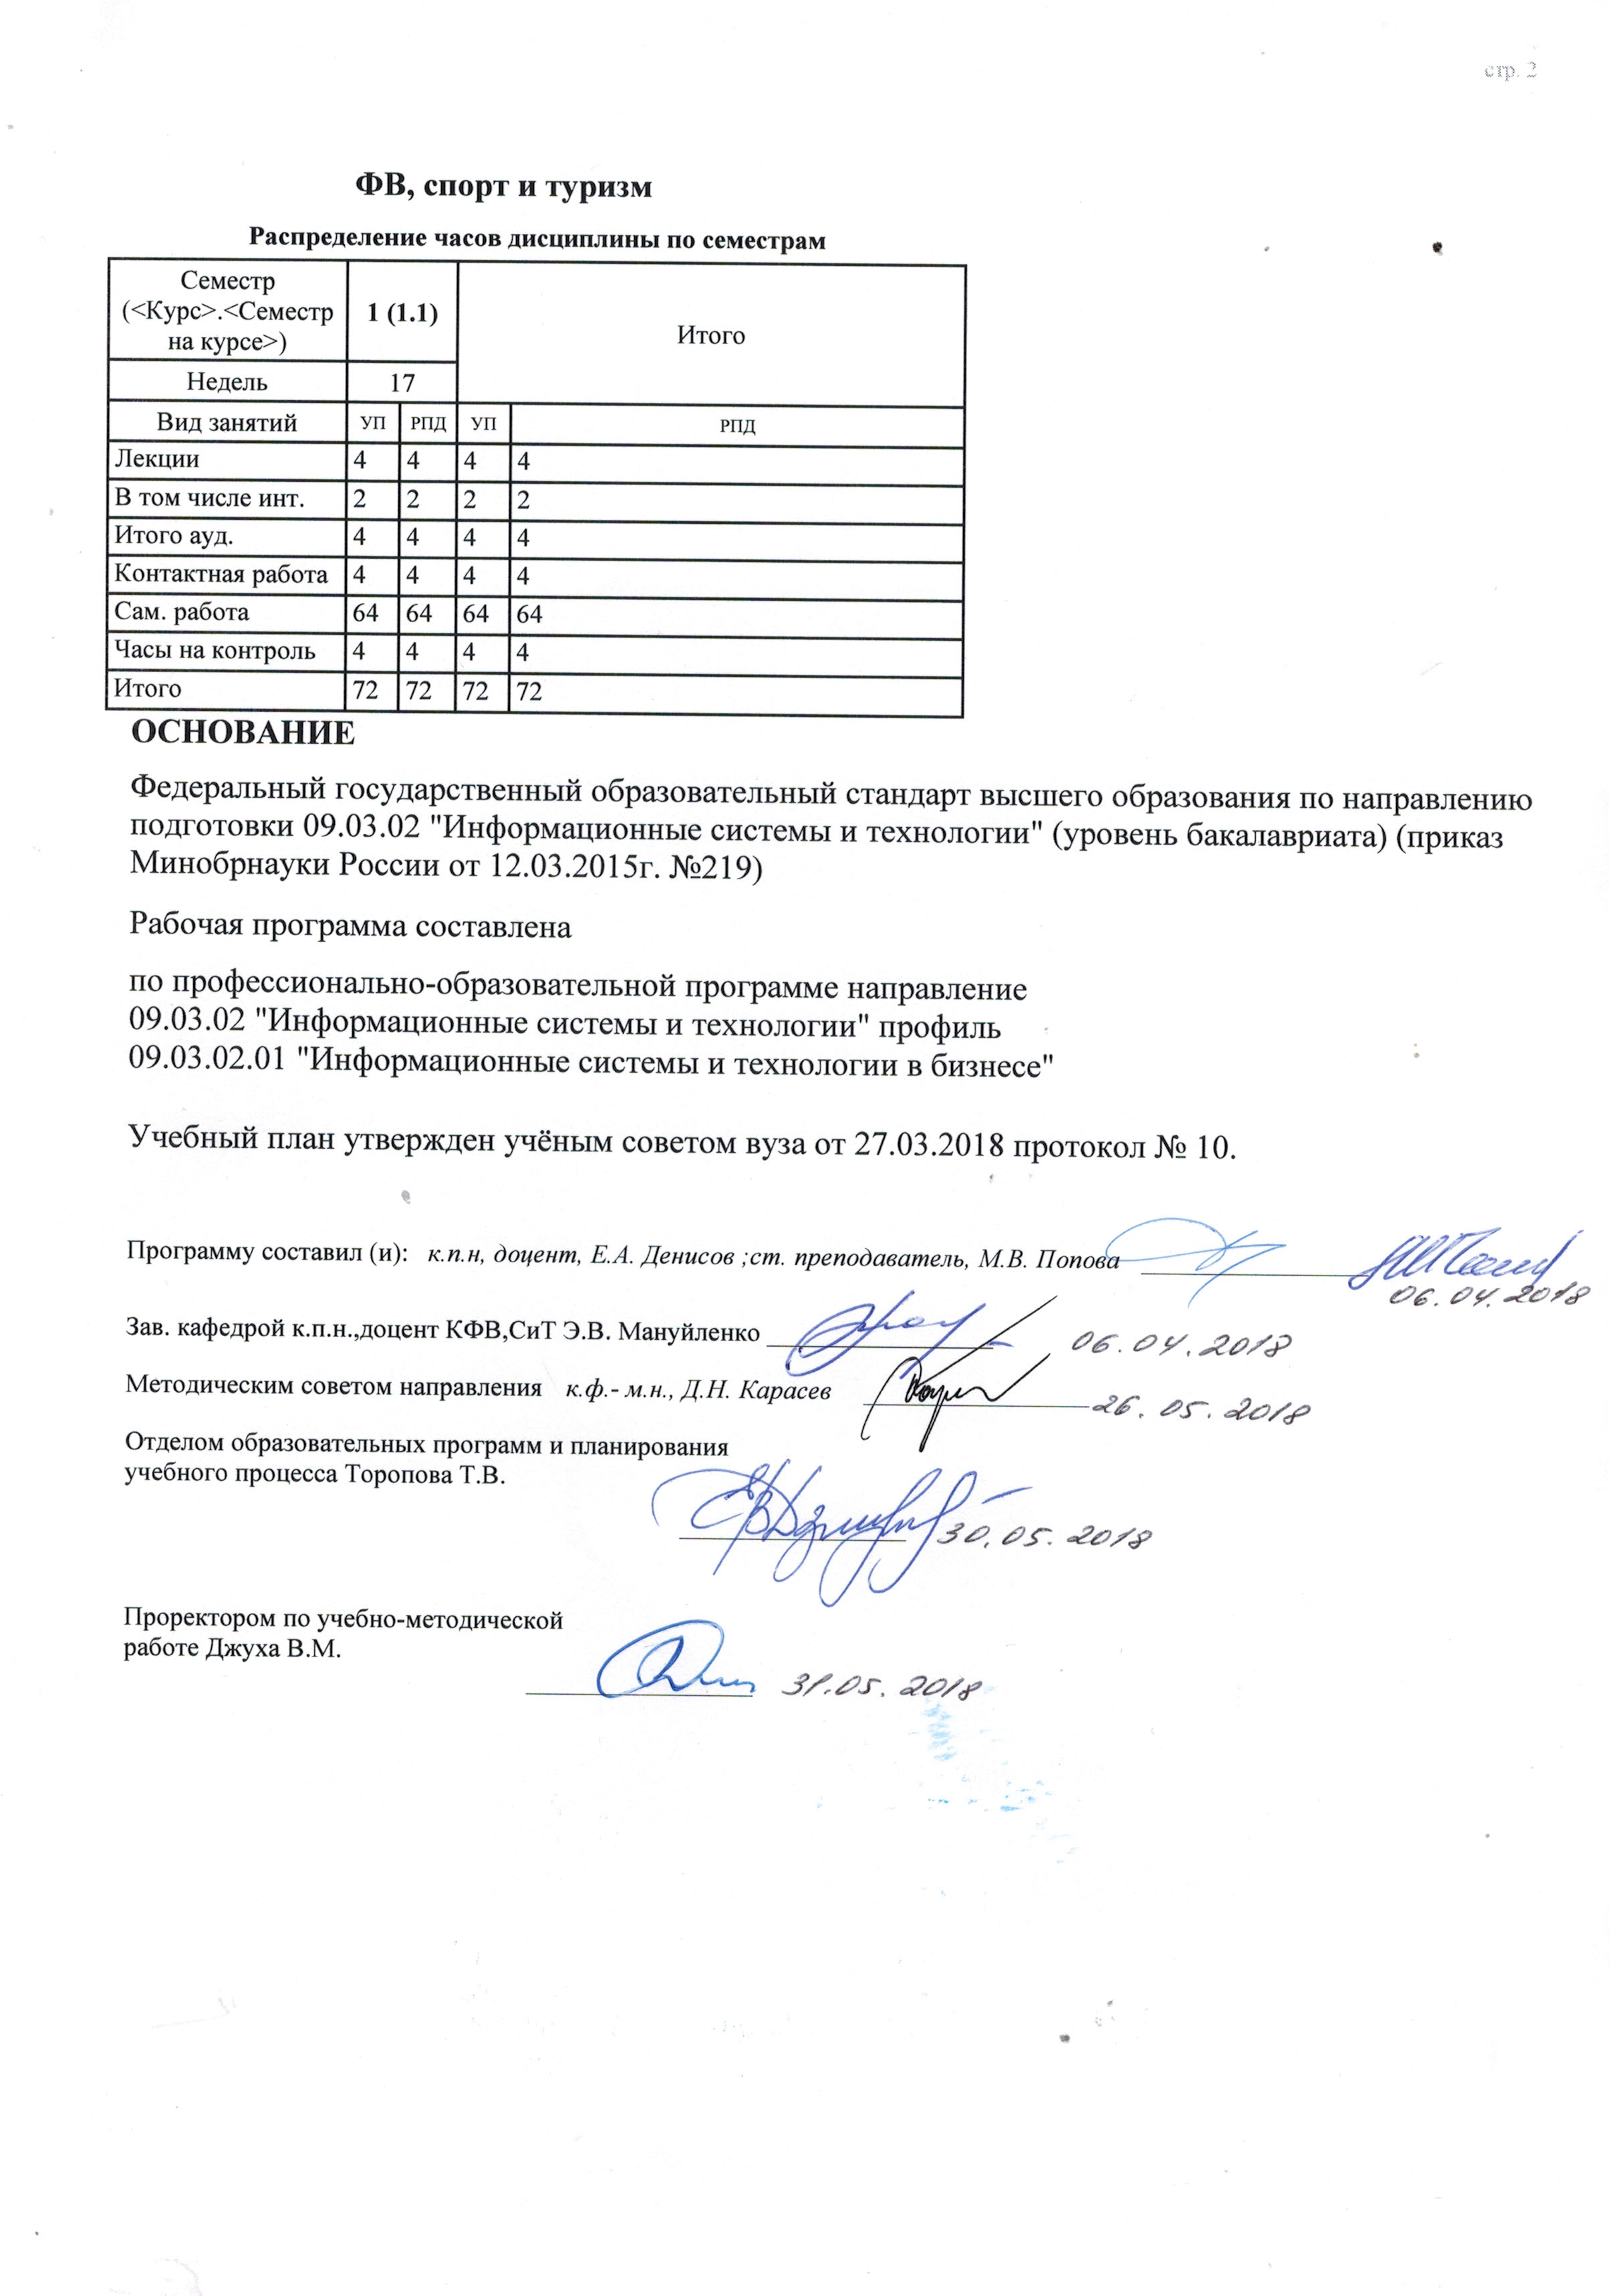 стр. 2
ФВ, спорт и туризм
Распределение часов дисциплины по семестрам
Семестр (<Курс>.<Семестр на курсе>) 1 (1.1) Итого
Недель 17
Вид занятий УП РПД УП РПД
Лекции 4 4 4 4
В том числе инт. 2 2 2 2
Итого ауд. 4 4 4 4
Контактная работа 4 4 4 4
Сам. работа 64 64 64 64
Часы на контроль 4 4 4 4
Итого 72 72 72 72
ОСНОВАНИЕ
Федеральный государственный образовательный стандарт высшего образования по направлению
подготовки 09.03.02 "Информационные системы и технологии" (уровень бакалавриата) (приказ
Минобрнауки России от 12.03.2015г. №219)
Рабочая программа составлена
по профессионально-образовательной программе направление
09.03.02 "Информационные системы и технологии" профиль
09.03.02.01 "Информационные системы и технологии в бизнесе"
Учебный план утвержден учёным советом вуза от 27.03.2018 протокол № 10.
Программу составил (и): к.п.н, доцент, Е.А. Денисов ;ст. преподаватель, М.В. Попова
06.04.2018
Зав. кафедрой к.п.н.,доцент КФВ,СиТ Э.В. Мануйленко 06.04.2018
Методическим советом направления к.ф.- м.н., Д.Н. Карасев 26.05.2018
Отделом образовательных программ и планирования
учебного процесса Торопова Т.В.
30.05.2018
Проректором по учебно-методической
работе Джуха В.М.
31.05.2018